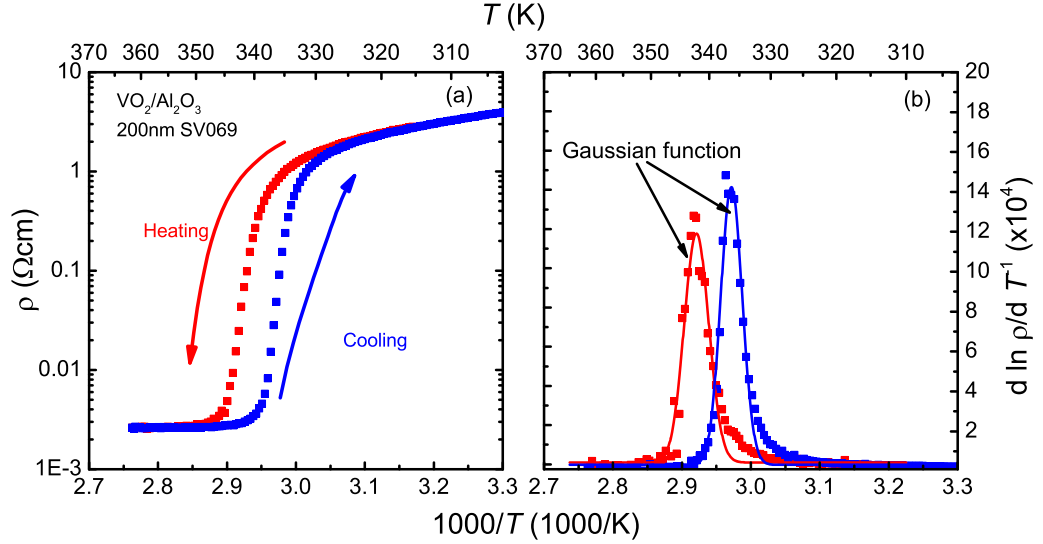 T (K)
370 360 350 340 330 320 310
370 360 350 340 330 320 310
10
1
0.1
0.01
1E-3
ρ (Ωcm)
VO₂/Al₂O₃
200nm SV069
(a)
Heating
Cooling
2.7 2.8 2.9 3.0 3.1 3.2 3.3
(b)
Gaussian function
20
18
16
14
12
10
8
6
4
2
d ln ρ/d T⁻¹ (x10⁴)
2.7 2.8 2.9 3.0 3.1 3.2 3.3
1000/T (1000/K)